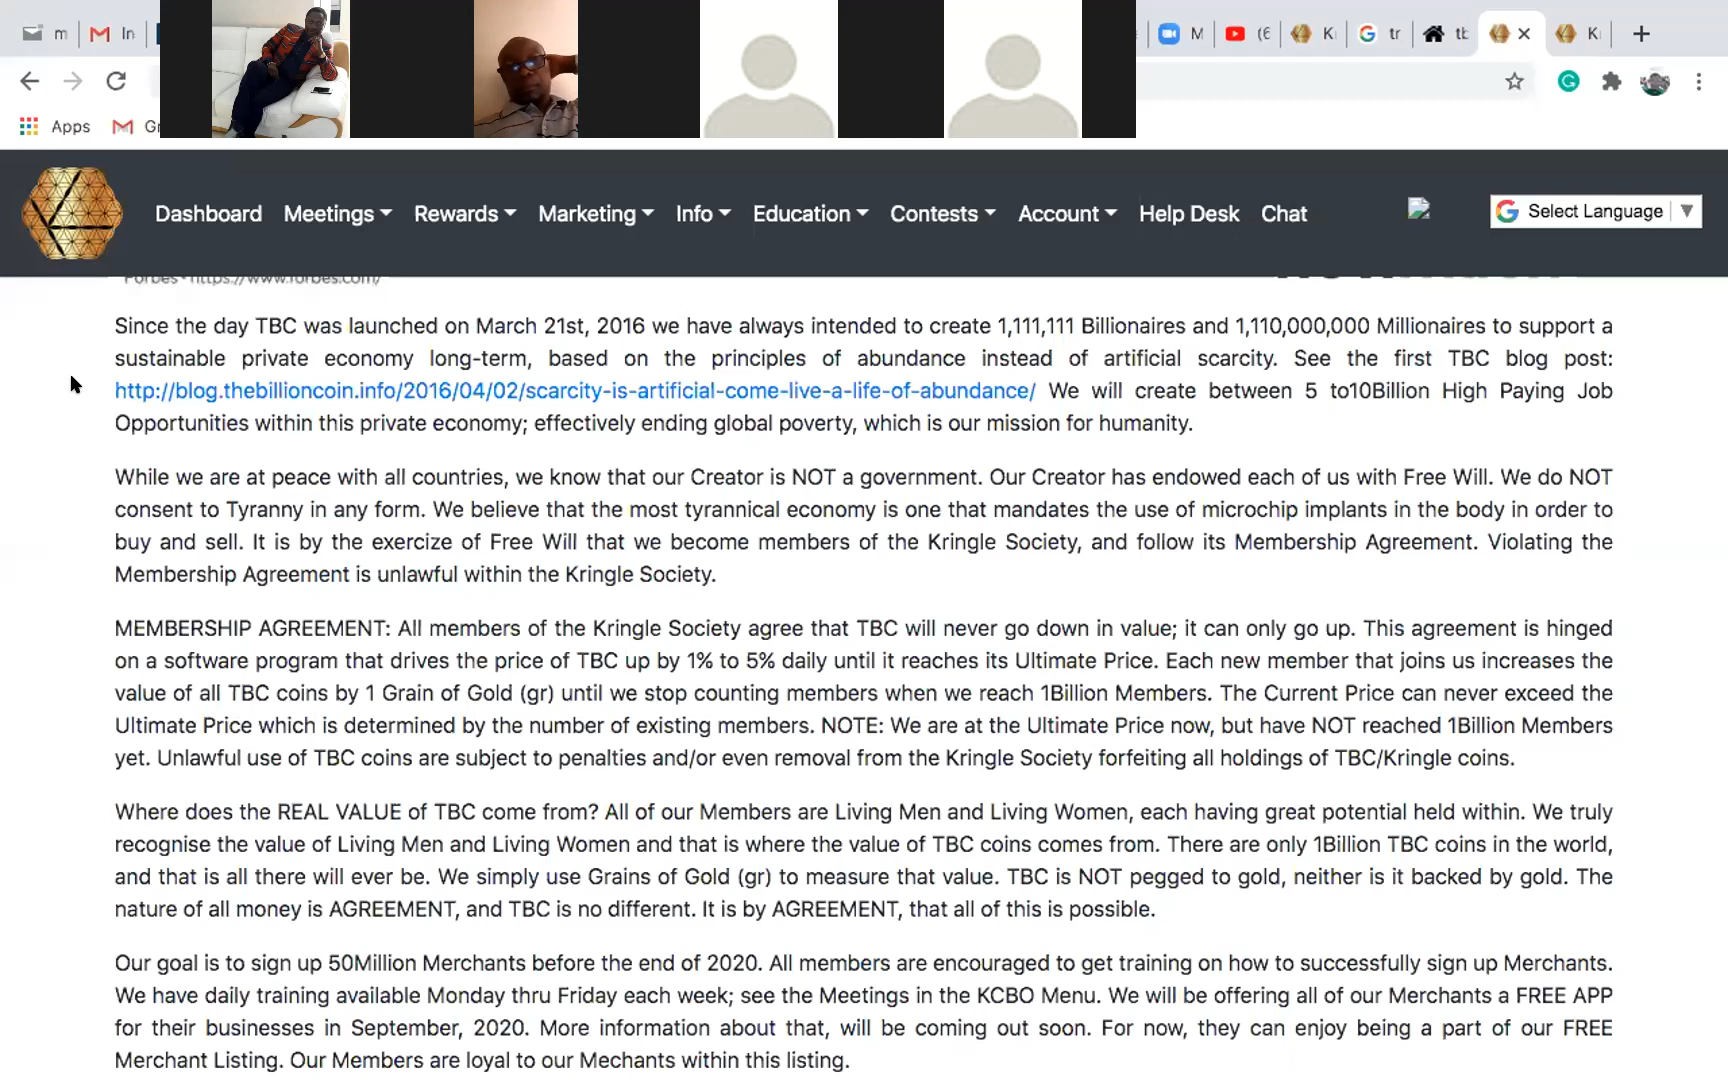 m
In
M
(6
K
tr
tb
K
Apps
G
Dashboard Meetings Rewards Marketing Info Education Contests Account Help Desk Chat
Select Language
Forbes • https://www.forbes.com/
Since the day TBC was launched on March 21st, 2016 we have always intended to create 1,111,111 Billionaires and 1,110,000,000 Millionaires to support a
sustainable private economy long-term, based on the principles of abundance instead of artificial scarcity. See the first TBC blog post:
http://blog.thebillioncoin.info/2016/04/02/scarcity-is-artificial-come-live-a-life-of-abundance/ We will create between 5 to10Billion High Paying Job
Opportunities within this private economy; effectively ending global poverty, which is our mission for humanity.
While we are at peace with all countries, we know that our Creator is NOT a government. Our Creator has endowed each of us with Free Will. We do NOT
consent to Tyranny in any form. We believe that the most tyrannical economy is one that mandates the use of microchip implants in the body in order to
buy and sell. It is by the exercize of Free Will that we become members of the Kringle Society, and follow its Membership Agreement. Violating the
Membership Agreement is unlawful within the Kringle Society.
MEMBERSHIP AGREEMENT: All members of the Kringle Society agree that TBC will never go down in value; it can only go up. This agreement is hinged
on a software program that drives the price of TBC up by 1% to 5% daily until it reaches its Ultimate Price. Each new member that joins us increases the
value of all TBC coins by 1 Grain of Gold (gr) until we stop counting members when we reach 1Billion Members. The Current Price can never exceed the
Ultimate Price which is determined by the number of existing members. NOTE: We are at the Ultimate Price now, but have NOT reached 1Billion Members
yet. Unlawful use of TBC coins are subject to penalties and/or even removal from the Kringle Society forfeiting all holdings of TBC/Kringle coins.
Where does the REAL VALUE of TBC come from? All of our Members are Living Men and Living Women, each having great potential held within. We truly
recognise the value of Living Men and Living Women and that is where the value of TBC coins comes from. There are only 1Billion TBC coins in the world,
and that is all there will ever be. We simply use Grains of Gold (gr) to measure that value. TBC is NOT pegged to gold, neither is it backed by gold. The
nature of all money is AGREEMENT, and TBC is no different. It is by AGREEMENT, that all of this is possible.
Our goal is to sign up 50Million Merchants before the end of 2020. All members are encouraged to get training on how to successfully sign up Merchants.
We have daily training available Monday thru Friday each week; see the Meetings in the KCBO Menu. We will be offering all of our Merchants a FREE APP
for their businesses in September, 2020. More information about that, will be coming out soon. For now, they can enjoy being a part of our FREE
Merchant Listing. Our Members are loyal to our Mechants within this listing.